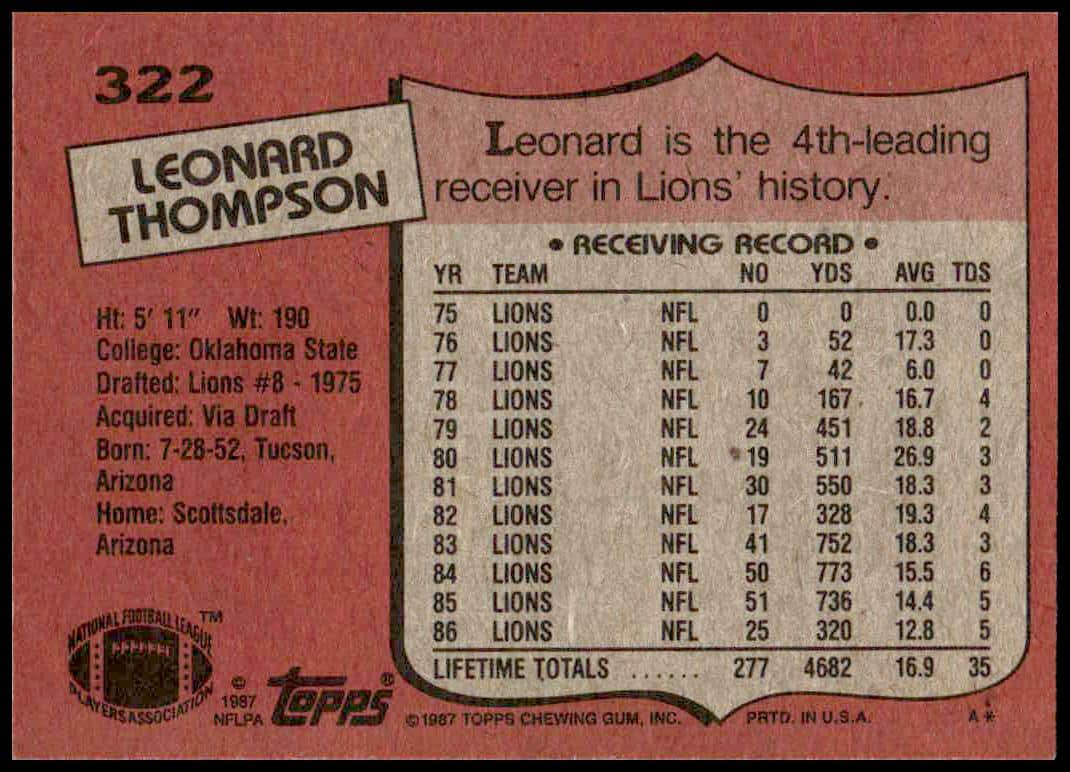 322
LEONARD
THOMPSON
Leonard is the 4th-leading
receiver in Lions' history.
• RECEIVING RECORD •
YR TEAM NO YDS AVG TDS
75 LIONS NFL 0 0 0.0 0
76 LIONS NFL 3 52 17.3 0
77 LIONS NFL 7 42 6.0 0
78 LIONS NFL 10 167 16.7 4
79 LIONS NFL 24 451 18.8 2
80 LIONS NFL 19 511 26.9 3
81 LIONS NFL 30 550 18.3 3
82 LIONS NFL 17 328 19.3 4
83 LIONS NFL 41 752 18.3 3
84 LIONS NFL 50 773 15.5 6
85 LIONS NFL 51 736 14.4 5
86 LIONS NFL 25 320 12.8 5
LIFETIME TOTALS ...... 277 4682 16.9 35
Ht: 5' 11" Wt: 190
College: Oklahoma State
Drafted: Lions #8 - 1975
Acquired: Via Draft
Born: 7-28-52, Tucson,
Arizona
Home: Scottsdale,
Arizona
NATIONAL FOOTBALL LEAGUE ™
PLAYERS ASSOCIATION
©
1987
NFLPA
Topps®
©1987 TOPPS CHEWING GUM, INC. PRTD. IN U.S.A. A*